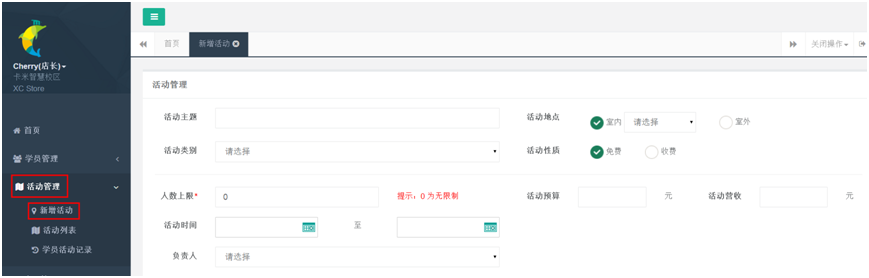 Cherry(店长)
卡米智慧校区
XC Store
首页
学员管理
活动管理
新增活动
活动列表
学员活动记录
首页 新增活动 关闭操作
活动管理
活动主题 活动地点 室内 请选择 室外
活动类别 请选择 活动性质 免费 收费
人数上限* 0 提示：0 为无限制 活动预算 元 活动营收 元
活动时间 至
负责人 请选择